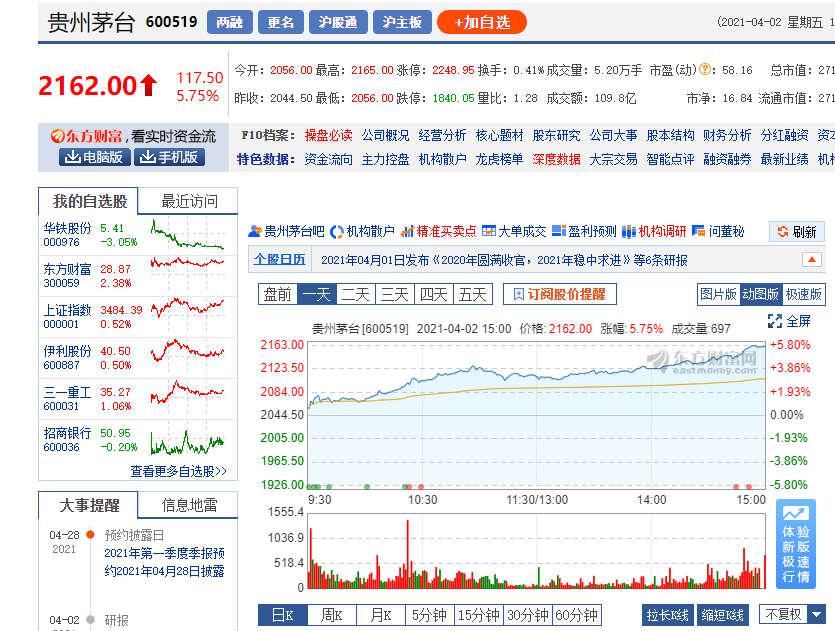 贵州茅台 600519 两融 更名 沪股通 沪主板 +加自选 (2021-04-02 星期五 1
2162.00 117.50 5.75%
今开: 2056.00 最高: 2165.00 涨停: 2248.95 换手: 0.41% 成交量: 5.20万手 市盈(动): 58.16 总市值: 271
昨收: 2044.50 最低: 2056.00 跌停: 1840.05 量比: 1.28 成交额: 109.8亿 市净: 16.84 流通市值: 271
东方财富,看实时资金流
电脑版 手机版
F10档案: 操盘必读 公司概况 经营分析 核心题材 股东研究 公司大事 股本结构 财务分析 分红融资 资本
特色数据: 资金流向 主力控盘 机构散户 龙虎榜单 深度数据 大宗交易 智能点评 融资融券 最新业绩 机构
我的自选股 最近访问
华铁股份 5.41
000976 -3.05%
东方财富 28.87
300059 2.38%
上证指数 3484.39
000001 0.52%
伊利股份 40.50
600887 0.50%
三一重工 35.27
600031 1.06%
招商银行 50.95
600036 -0.20%
查看更多自选股>>
大事提醒 信息地雷
04-28 预约披露日
2021 2021年第一季度季报预
约2021年04月28日披露
04-02 研报
贵州茅台吧 机构散户 精准买卖点 大单成交 盈利预测 机构调研 问董秘 刷新
个股日历 2021年04月01日发布《2020年圆满收官，2021年稳中求进》等6条研报
盘前 一天 二天 三天 四天 五天 订阅股价提醒 图片版 动图版 极速版
全屏
贵州茅台[600519] 2021-04-02 15:00 价格: 2162.00 涨幅: 5.75% 成交量:697
东方财富网
eastmoney.com
2163.00 +5.80%
2123.50 +3.86%
2084.00 +1.93%
2044.50 0.00%
2005.00 -1.93%
1965.50 -3.86%
1926.00 -5.80%
9:30 10:30 11:30/13:00 14:00 15:00
1555.4
1036.9
518.4
0
体验
新版
极速
行情
日K 周K 月K 5分钟 15分钟 30分钟 60分钟 拉长K线 缩短K线 不复权